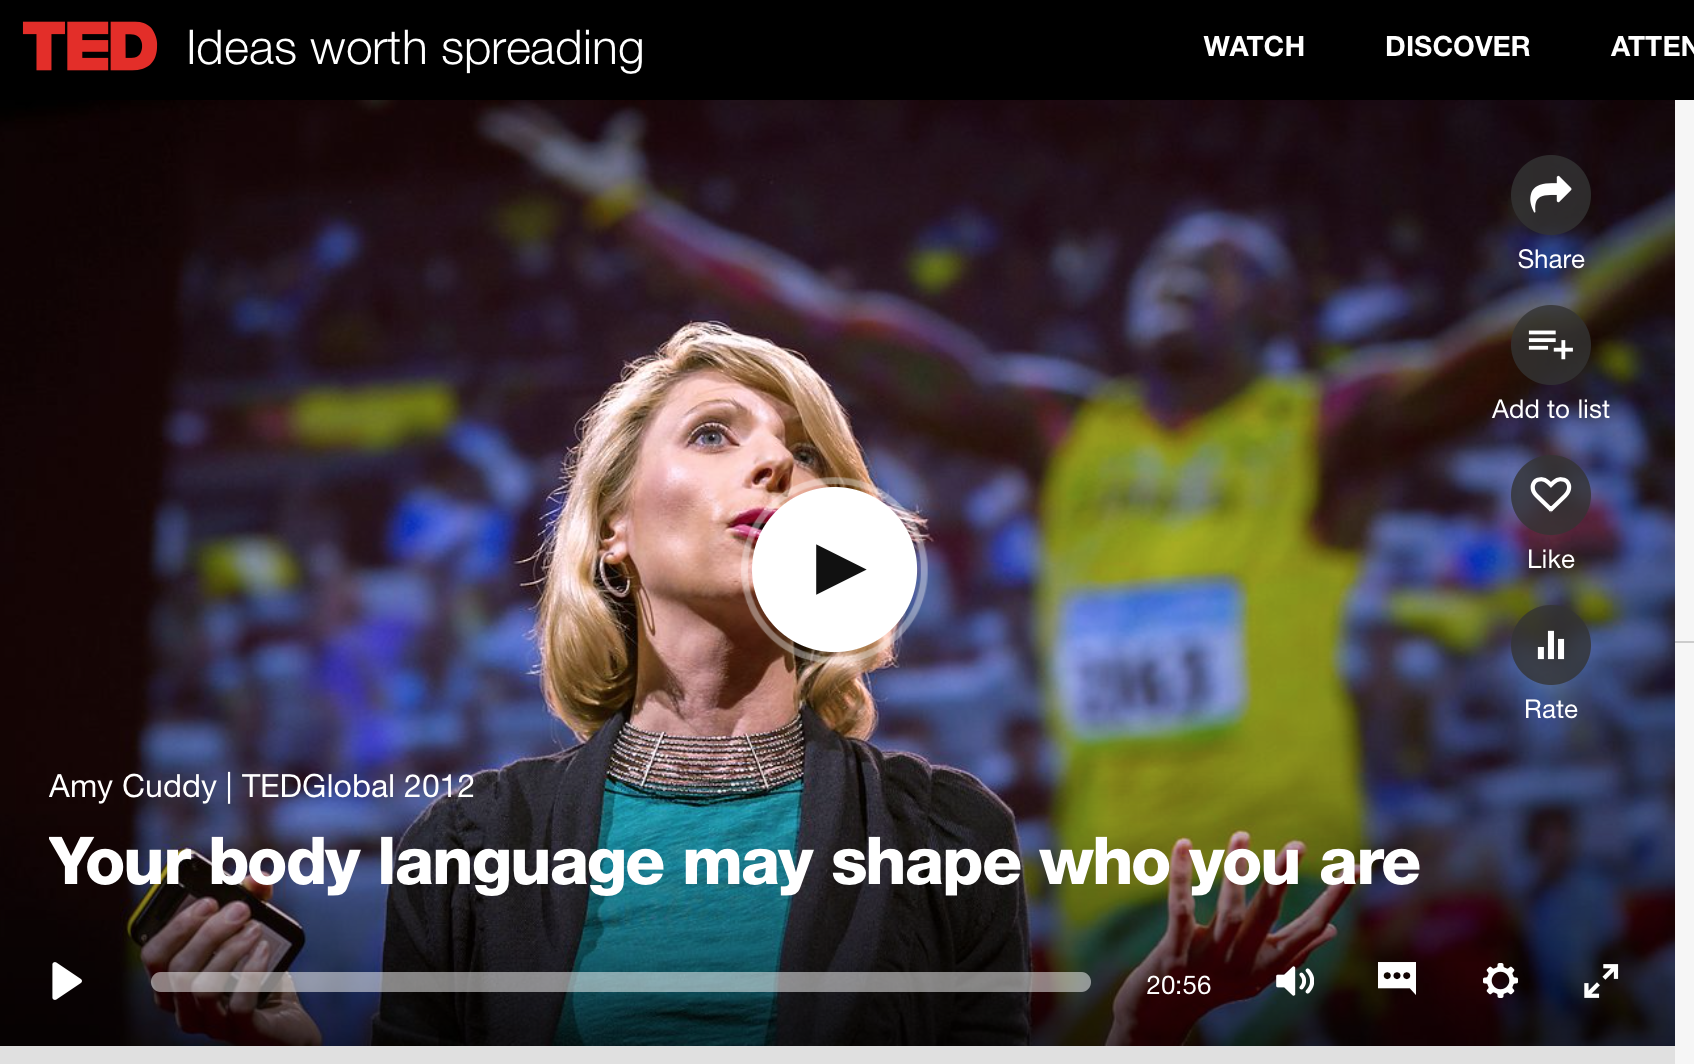 TED Ideas worth spreading WATCH DISCOVER
Share
Add to list
Like
Rate
Amy Cuddy | TEDGlobal 2012
Your body language may shape who you are
20:56